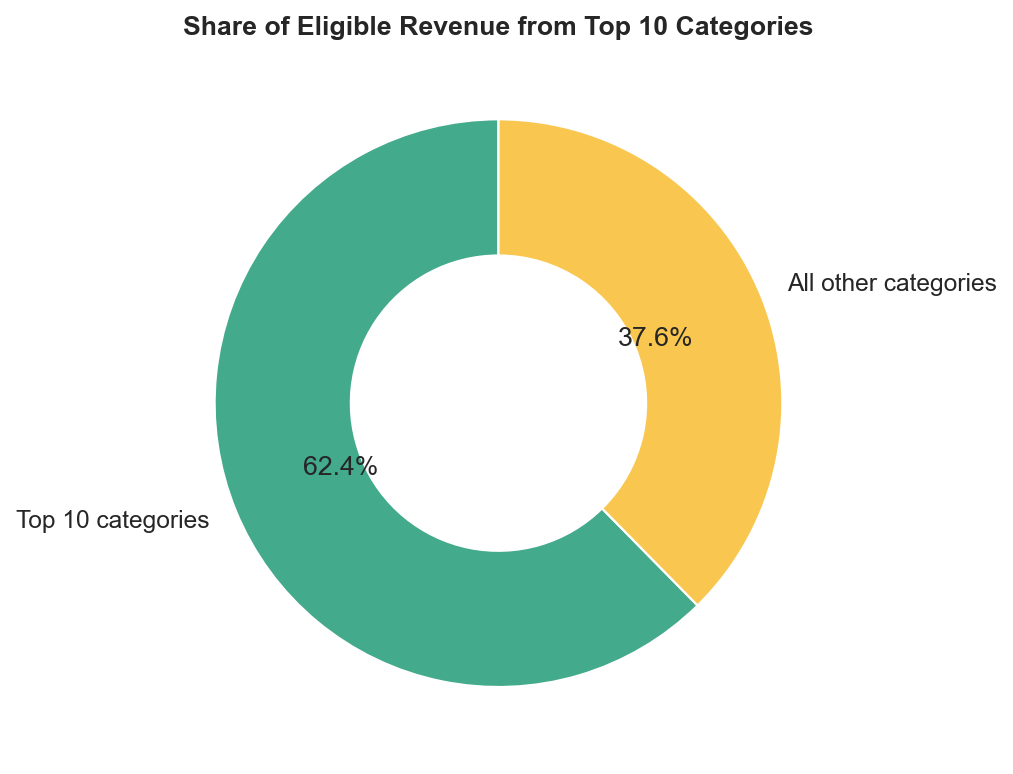 Share of Eligible Revenue from Top 10 Categories
All other categories
37.6%
62.4%
Top 10 categories